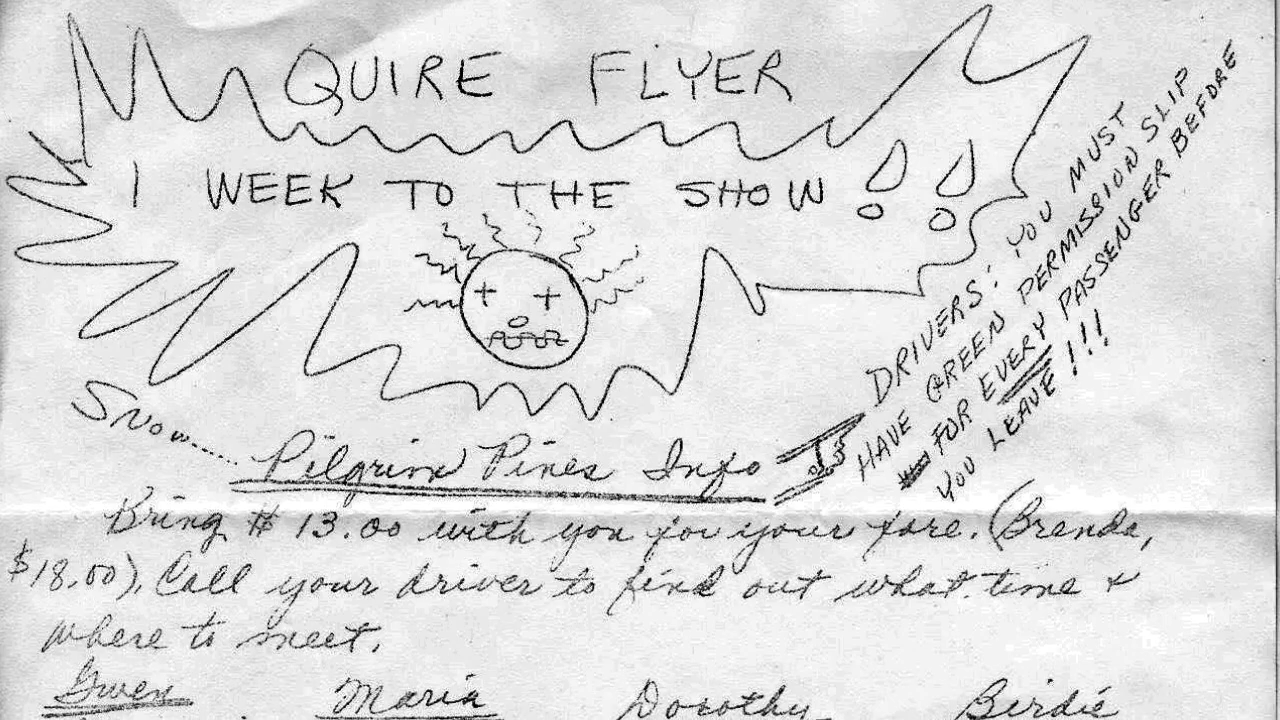 QUIRE FLYER
1 WEEK TO THE SHOW!!
DRIVERS: YOU MUST
HAVE GREEN PERMISSION SLIP
FOR EVERY PASSENGER BEFORE
YOU LEAVE!!!
Snow......
Pilgrim Pines Info
Bring # 13.00 with you for your fare. (Brenda,
$18.00). Call your driver to find out what time &
where to meet.
Gwen Maria Dorothy Birdie